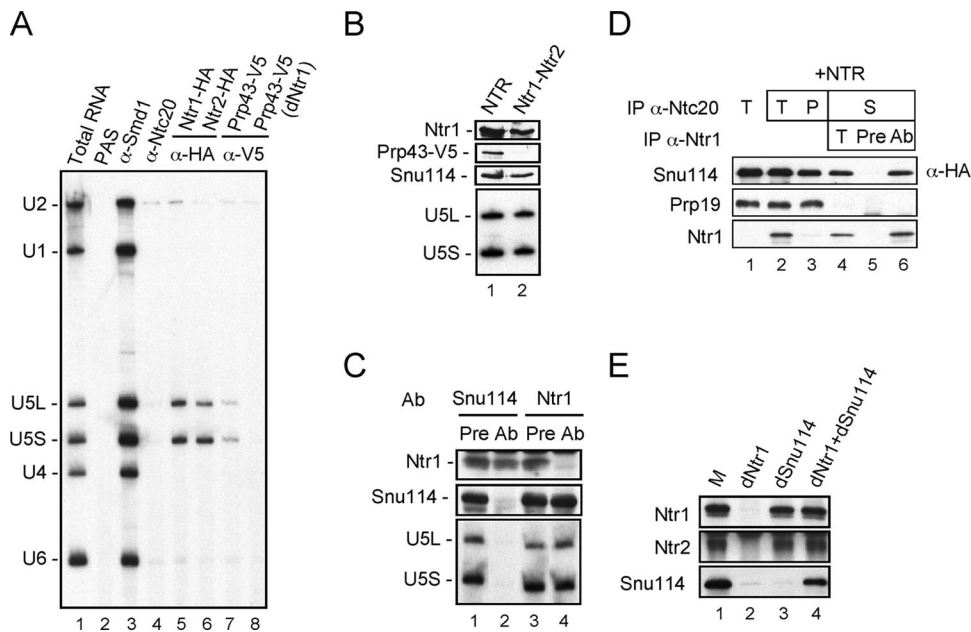 A
Total RNA
PAS
α-Smd1
α-Ntc20
Ntr1-HA
Ntr2-HA
Prp43-V5
Prp43-V5
(dNtr1)
α-HA
α-V5
U2 -
U1 -
U5L -
U5S -
U4 -
U6 -
1 2 3 4 5 6 7 8
B
NTR
Ntr1-Ntr2
Ntr1 -
Prp43-V5 -
Snu114 -
U5L -
U5S -
1 2
C
Ab
Snu114 Ntr1
Pre Ab Pre Ab
Ntr1 -
Snu114 -
U5L -
U5S -
1 2 3 4
D
+NTR
IP α-Ntc20 T T P S
IP α-Ntr1 T Pre Ab
Snu114 α-HA
Prp19
Ntr1
1 2 3 4 5 6
E
M
dNtr1
dSnu114
dNtr1+dSnu114
Ntr1
Ntr2
Snu114
1 2 3 4